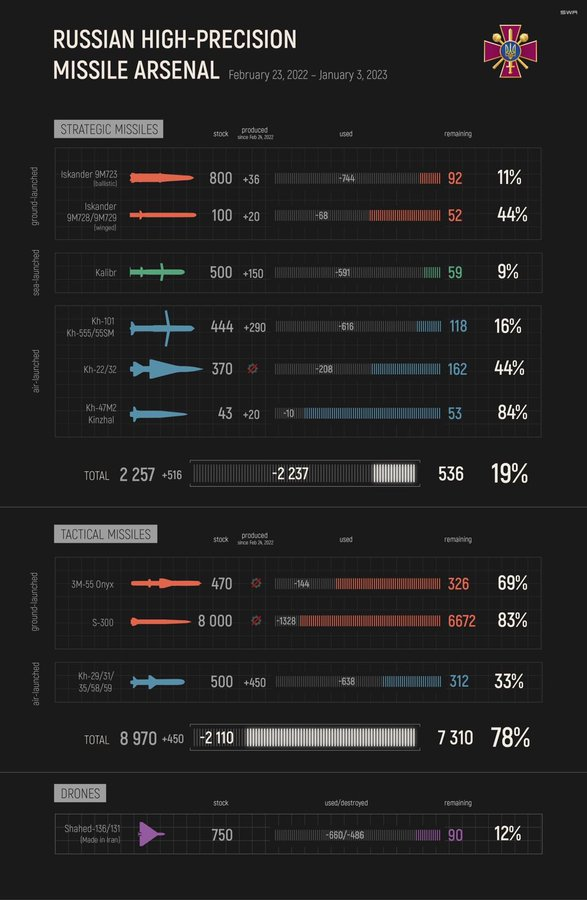 SWR
RUSSIAN HIGH-PRECISION
MISSILE ARSENAL February 23, 2022 – January 3, 2023
STRATEGIC MISSILES
stock produced since Feb 24, 2022 used remaining
ground-launched
Iskander 9M723 (ballistic) 800 +36 -744 92 11%
Iskander 9M728/9M729 (winged) 100 +20 -68 52 44%
sea-launched
Kalibr 500 +150 -591 59 9%
air-launched
Kh-101 Kh-555/55SM 444 +290 -616 118 16%
Kh-22/32 370 -208 162 44%
Kh-47M2 Kinzhal 43 +20 -10 53 84%
TOTAL 2 257 +516 -2 237 536 19%
TACTICAL MISSILES
stock produced since Feb 24, 2022 used remaining
ground-launched
3M-55 Onyx 470 -144 326 69%
S-300 8 000 -1328 6672 83%
air-launched
Kh-29/31/35/58/59 500 +450 -638 312 33%
TOTAL 8 970 +450 -2 110 7 310 78%
DRONES
stock used/destroyed remaining
Shahed-136/131 (Made in Iran) 750 -660/-486 90 12%